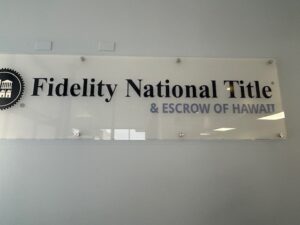 Fidelity National Title®
& ESCROW OF HAWAII